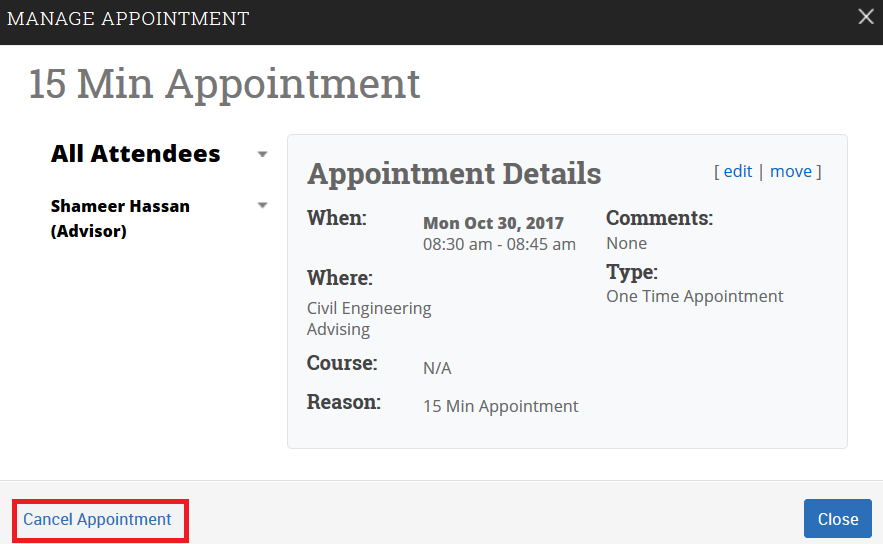 MANAGE APPOINTMENT
15 Min Appointment
All Attendees
Shameer Hassan
(Advisor)
Appointment Details
[ edit | move ]
When:
Mon Oct 30, 2017
08:30 am - 08:45 am
Where:
Civil Engineering
Advising
Course:
N/A
Reason:
15 Min Appointment
Comments:
None
Type:
One Time Appointment
Cancel Appointment
Close